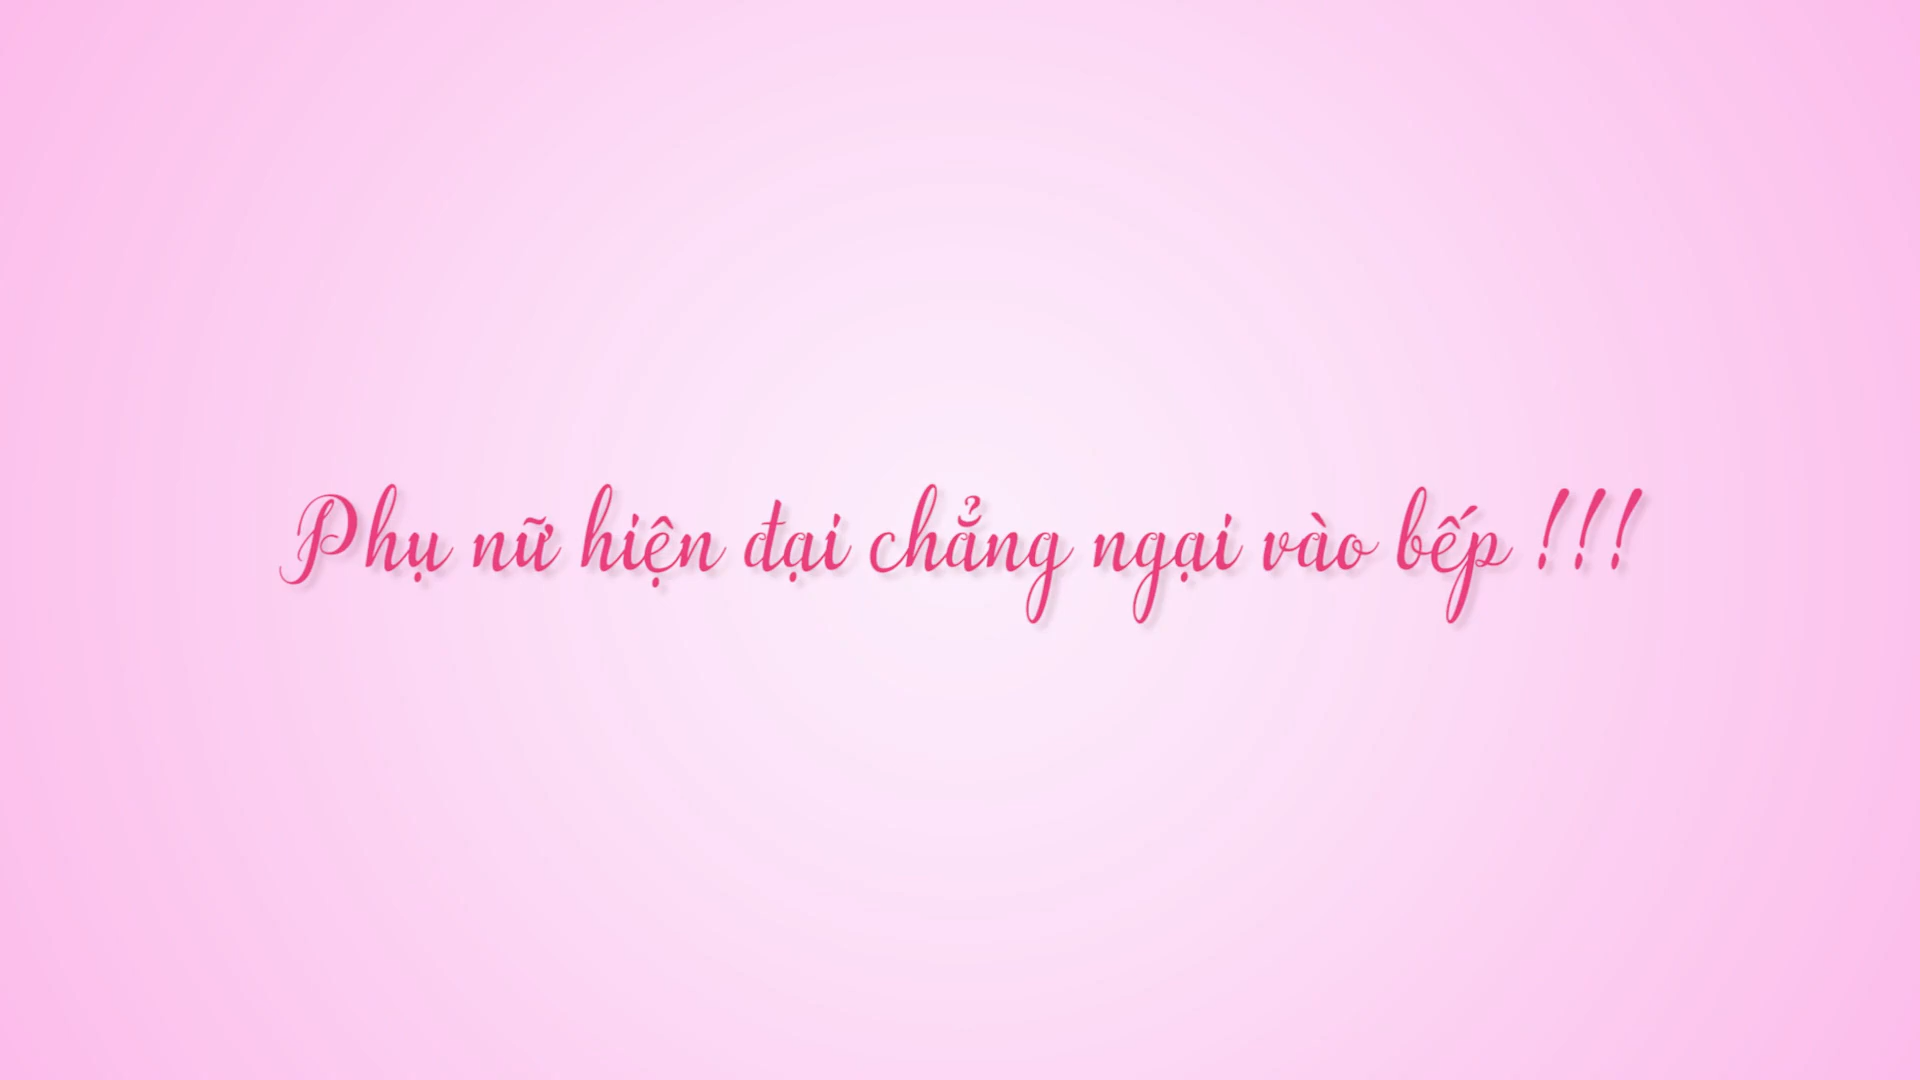 Phụ nữ hiện đại chẳng ngại vào bếp !!!